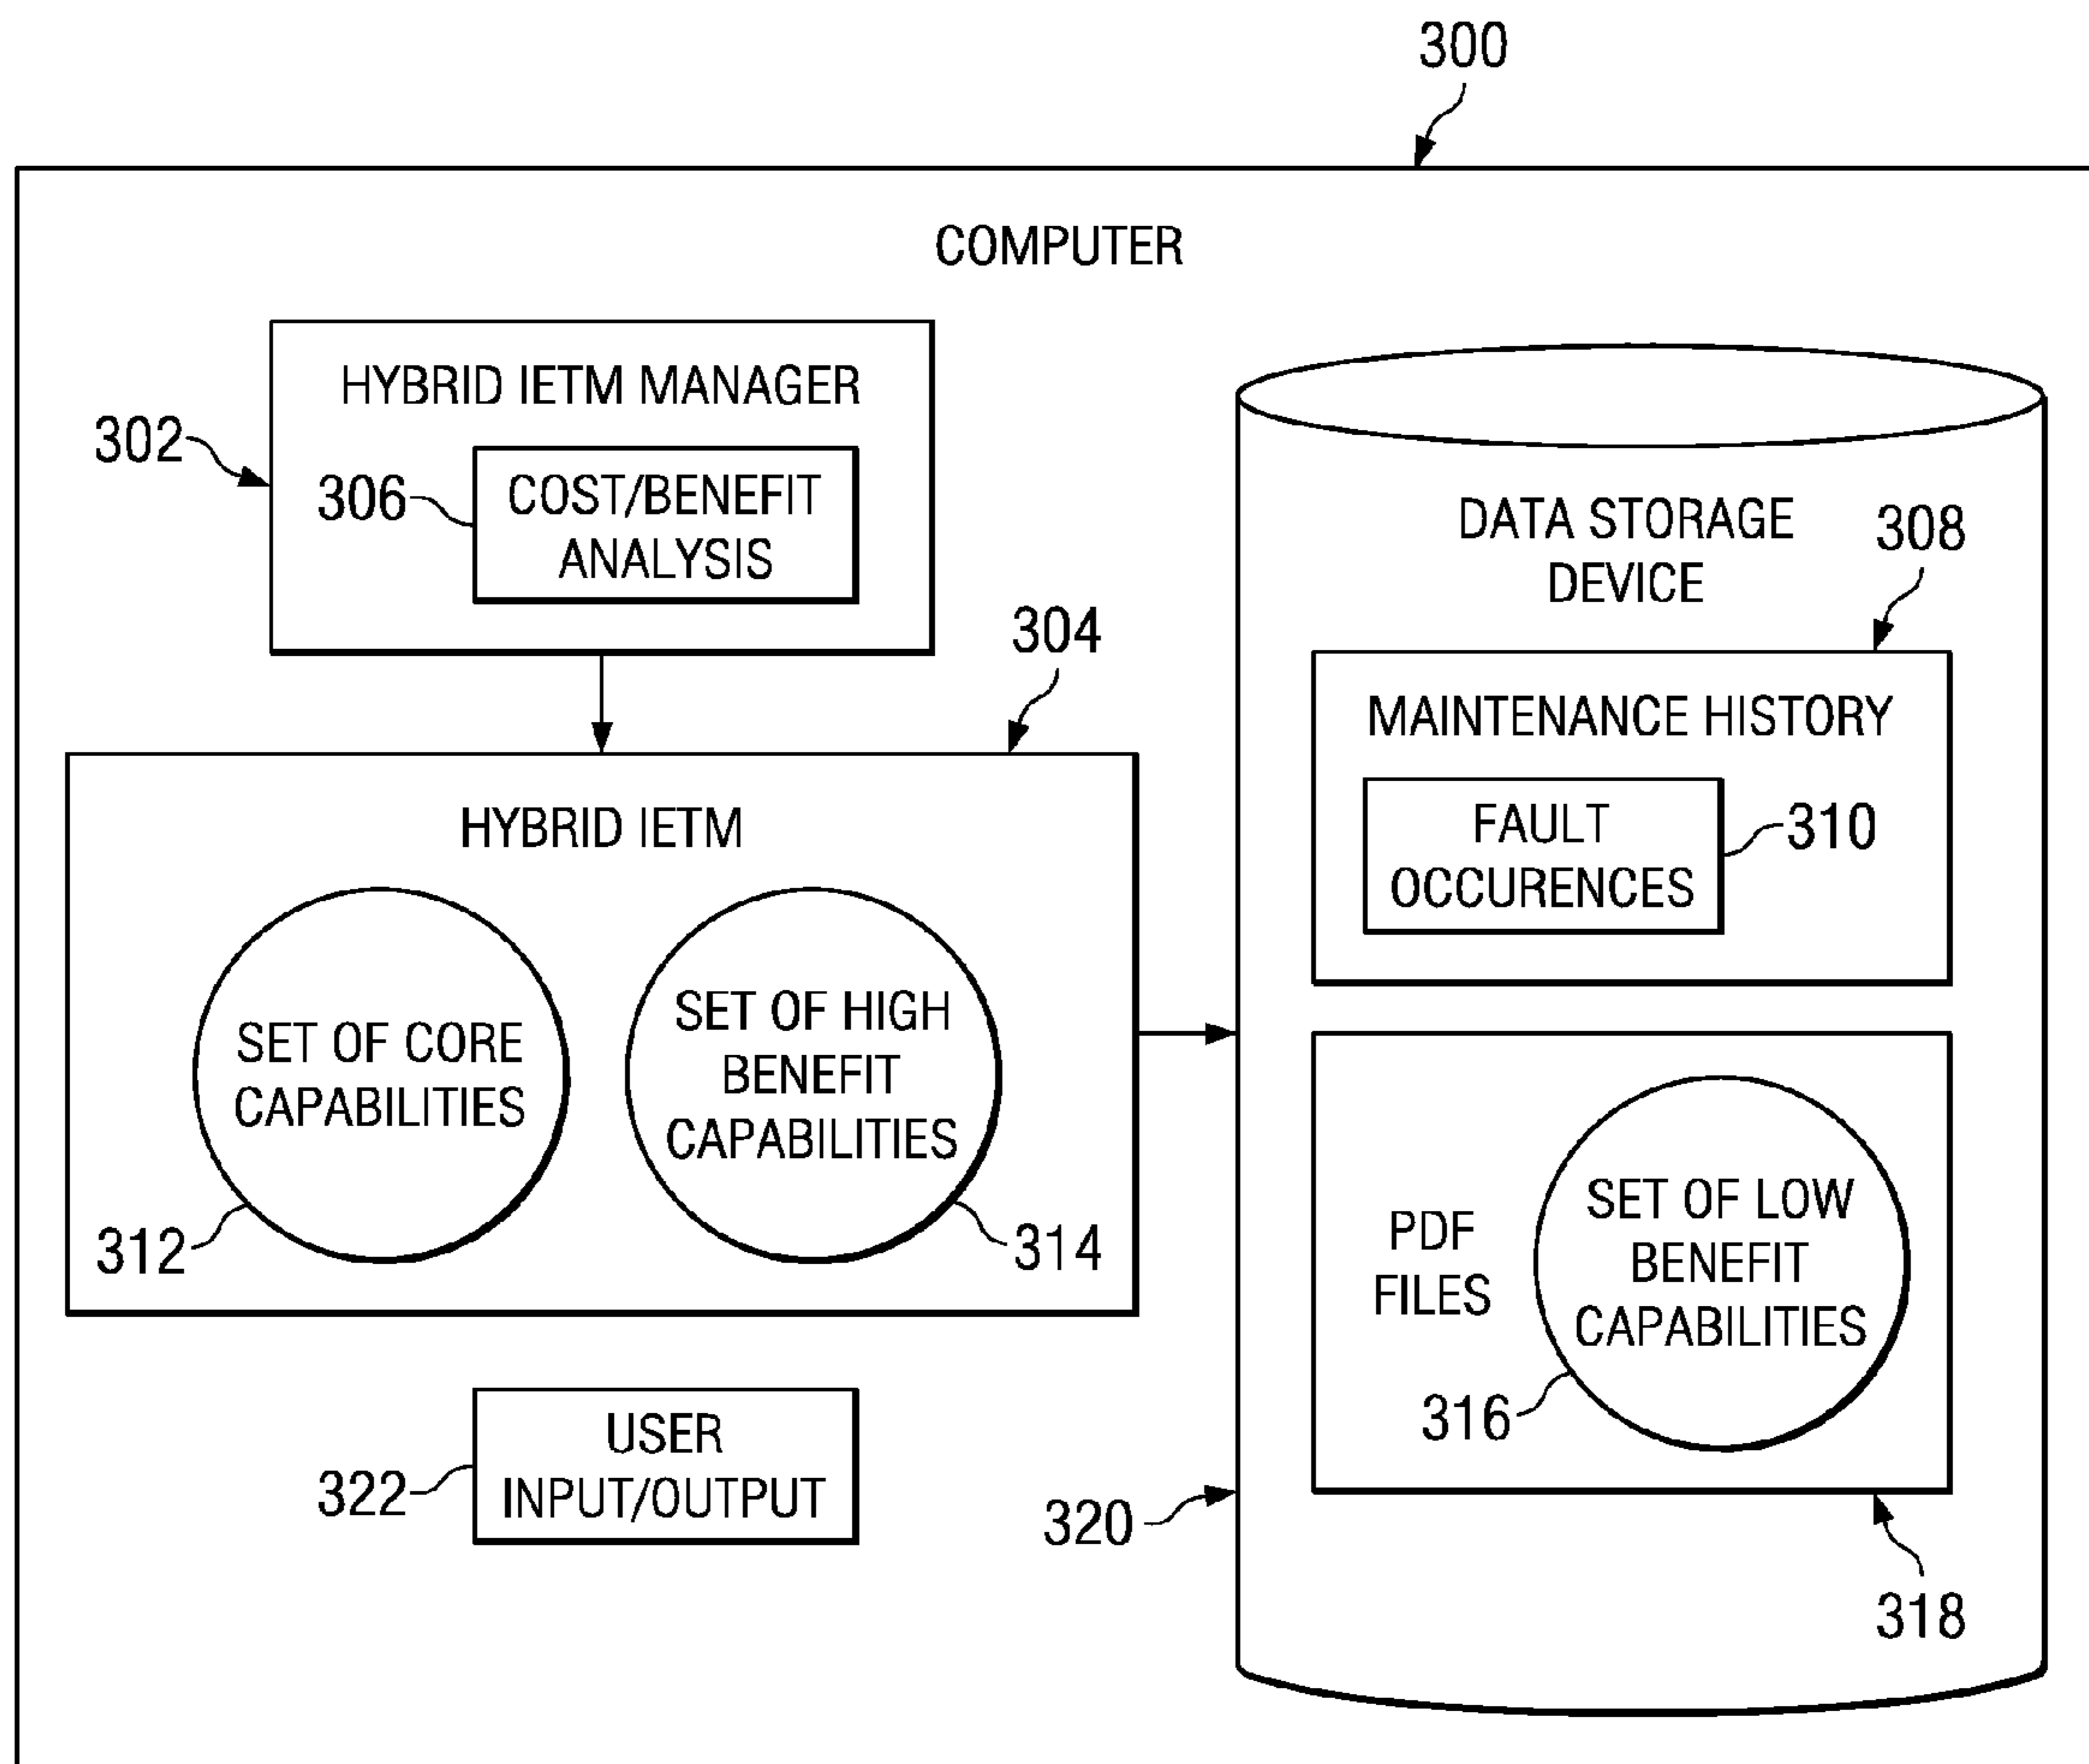 300
COMPUTER
HYBRID IETM MANAGER
302
306
COST/BENEFIT
ANALYSIS
304
HYBRID IETM
SET OF CORE
CAPABILITIES
312
SET OF HIGH
BENEFIT
CAPABILITIES
314
USER
INPUT/OUTPUT
322
DATA STORAGE
DEVICE
308
MAINTENANCE HISTORY
FAULT
OCCURENCES
310
PDF
FILES
SET OF LOW
BENEFIT
CAPABILITIES
316
320
318